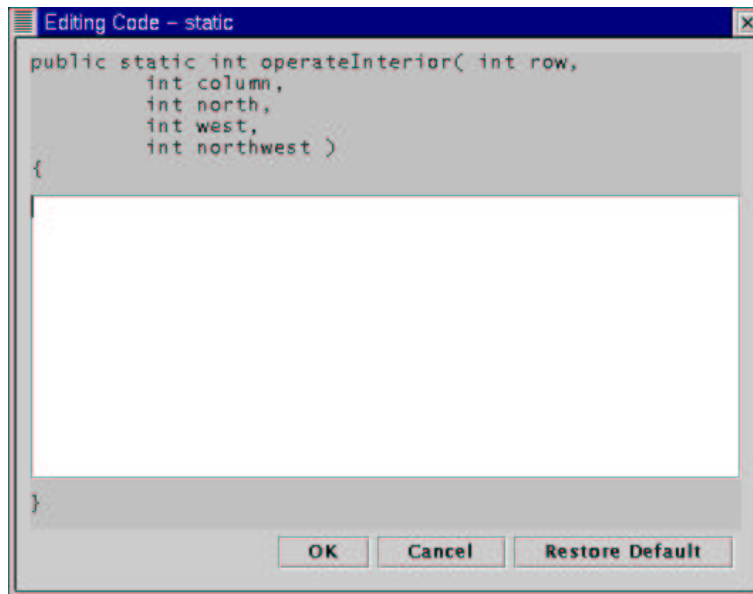 Editing Code – static
public static int operateInterior( int row,
int column,
int north,
int west,
int northwest )
{
}
OK Cancel Restore Default